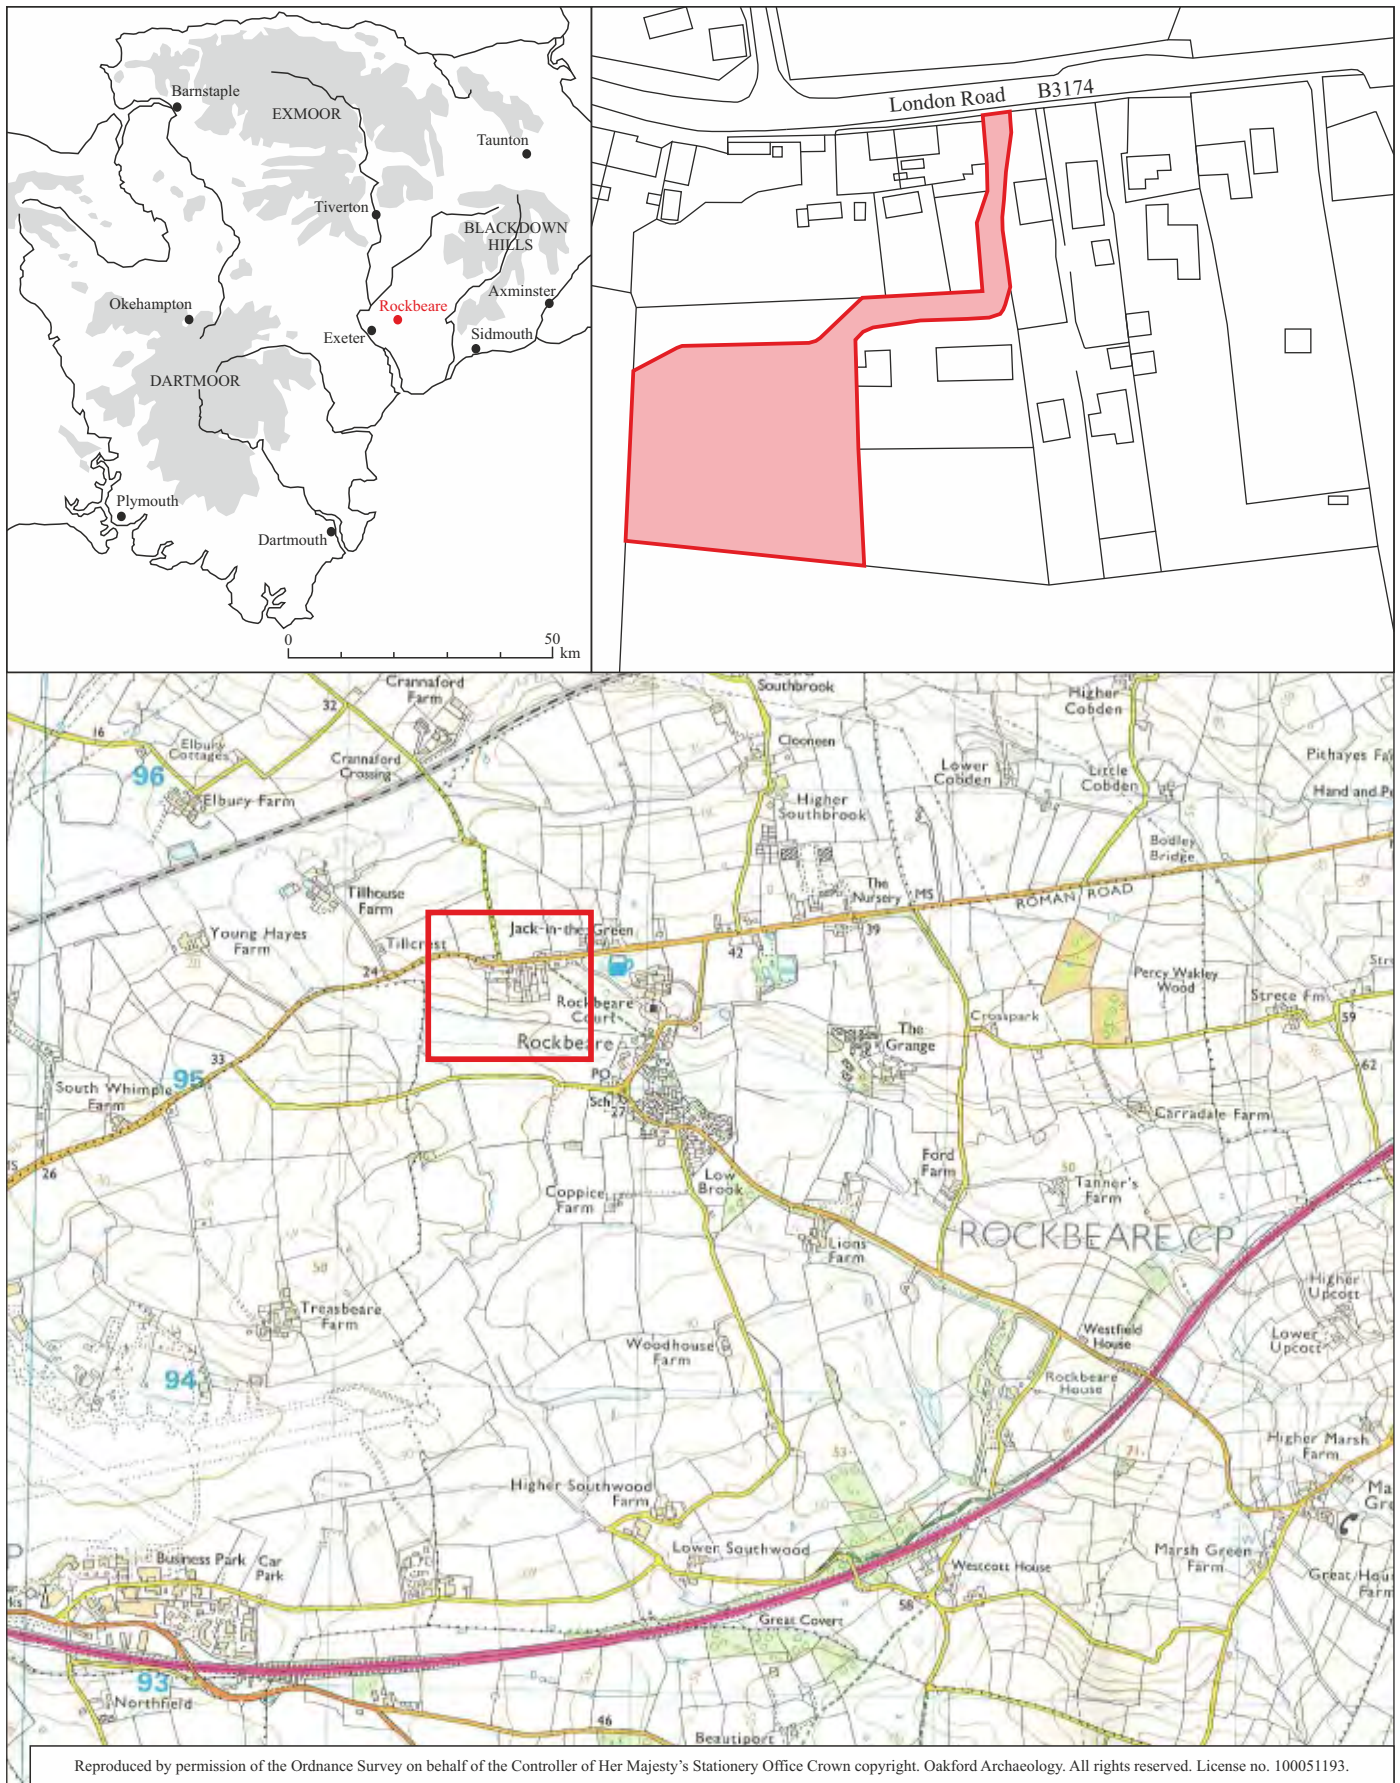 Barnstaple
EXMOOR
Taunton
Tiverton
BLACKDOWN
HILLS
Axminster
Okehampton
Rockbeare
Exeter
Sidmouth
DARTMOOR
Plymouth
Dartmouth
0
50
km
London Road
B3174
Crannaford
Farm
32
16
Elbury
Cottages
96
Crannaford
Crossing
Elbury Farm
Southbrook
Clooneen
Higher
Southbrook
Higher
Cobden
Lower
Cobden
Little
Cobden
Pithayes
Hand and
Bodley
Bridge
The
Nursery
MS
ROMAN ROAD
Tillhouse
Farm
Young Hayes
Farm
Tillcrest
24
Jack-in-the-Green
39
42
Rockbeare
Court
Rockbeare
Percy Wakley
Wood
Strete Fm
59
Crosspark
The
Grange
62
33
95
South Whimple
Farm
26
PO
Sch
27
Carradale Farm
Ford
Farm
50
Tanner's
Farm
Low
Brook
Coppice
Farm
Lions
Farm
ROCKBEARE CP
Higher
Upcott
Lower
Upcott
58
Treasbeare
Farm
Woodhouse
Farm
Westfield
House
Rockbeare
House
94
53
71
Higher Marsh
Farm
Higher Southwood
Farm
Lower Southwood
Westcott House
Marsh Green
Farm
Business Park
Car
Park
58
Great Covert
93
Northfield
46
Beautiport
Reproduced by permission of the Ordnance Survey on behalf of the Controller of Her Majesty's Stationery Office Crown copyright. Oakford Archaeology. All rights reserved. License no. 100051193.